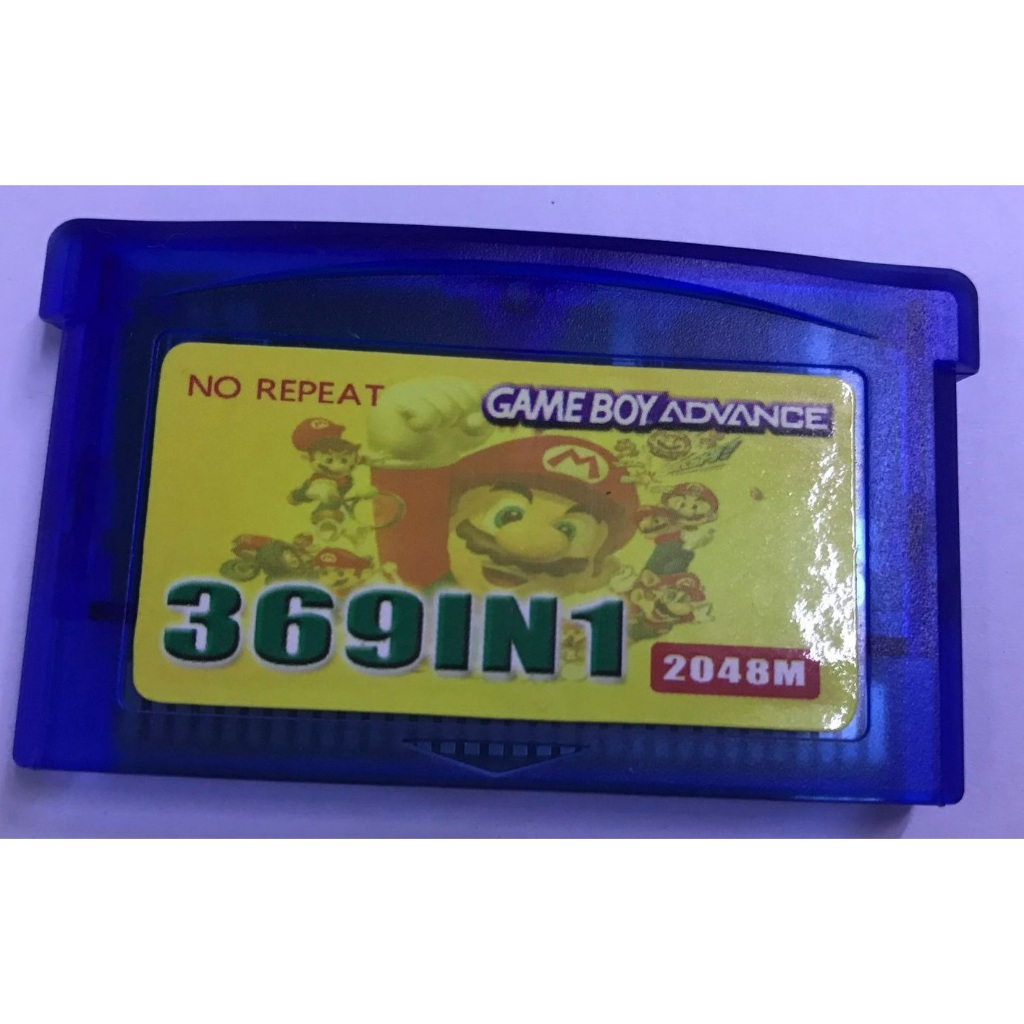 NO REPEAT
GAME BOY ADVANCE
M
369IN1
2048M